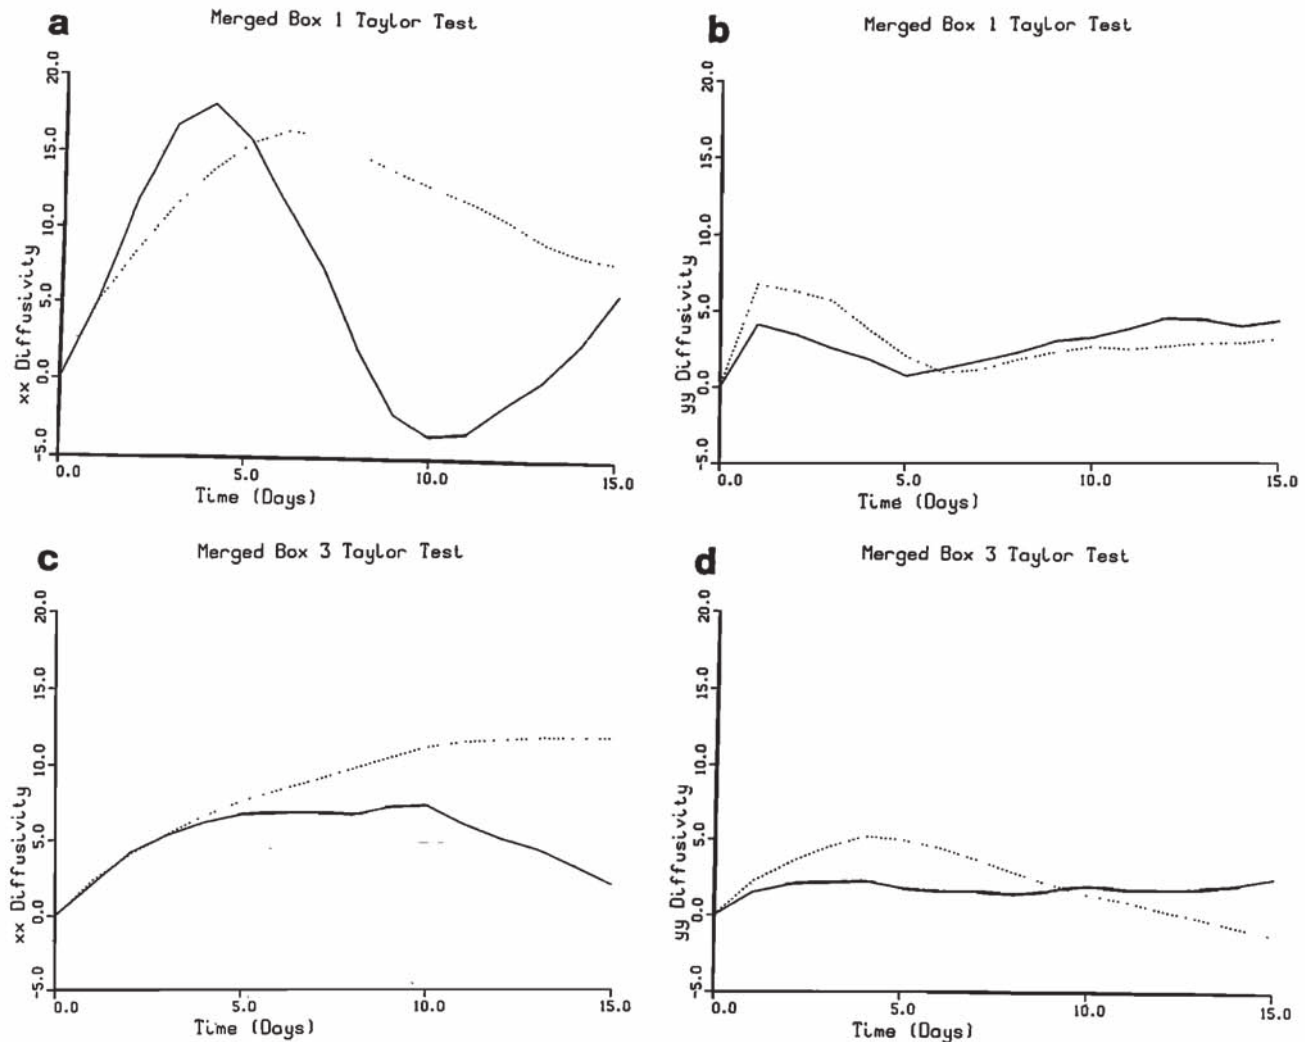 a Merged Box 1 Taylor Test
xx Diffusivity
20.0
15.0
10.0
5.0
0.0
-5.0
0.0 5.0 10.0 15.0
Time (Days)
b Merged Box 1 Taylor Test
yy Diffusivity
20.0
15.0
10.0
5.0
0.0
-5.0
0.0 5.0 10.0 15.0
Time (Days)
c Merged Box 3 Taylor Test
xx Diffusivity
20.0
15.0
10.0
5.0
0.0
-5.0
0.0 5.0 10.0 15.0
Time (Days)
d Merged Box 3 Taylor Test
yy Diffusivity
20.0
15.0
10.0
5.0
0.0
-5.0
0.0 5.0 10.0 15.0
Time (Days)